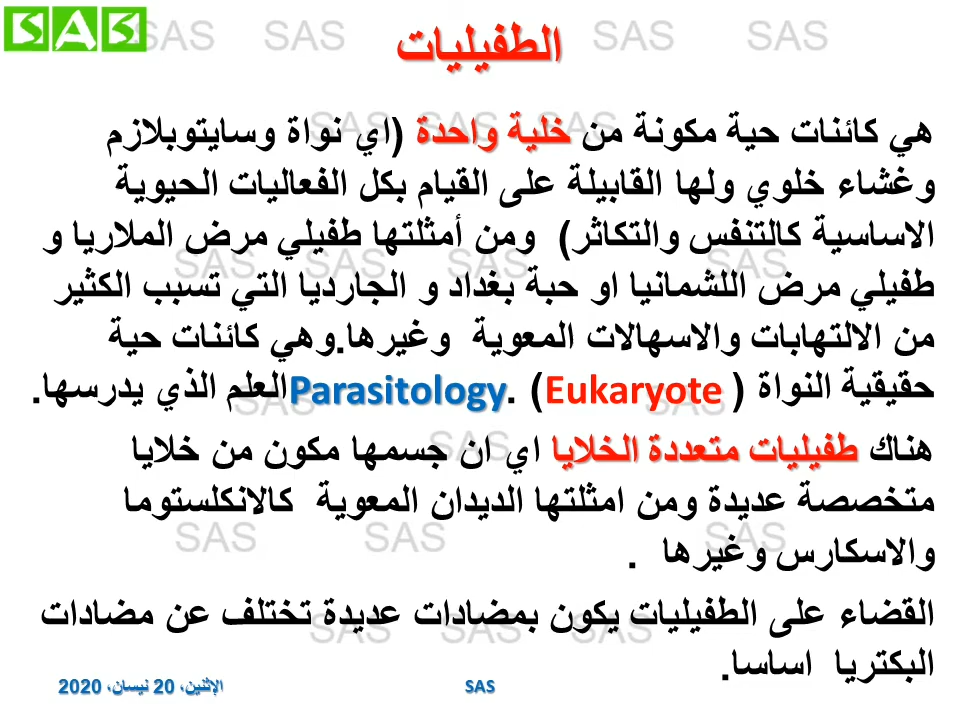 SAS
الطفيليات
هي كائنات حية مكونة من خلية واحدة (اي نواة وسايتوبلازم
وغشاء خلوي ولها القابيلة على القيام بكل الفعاليات الحيوية
الاساسية كالتنفس والتكاثر) ومن أمثلتها طفيلي مرض الملاريا و
طفيلي مرض اللشمانيا او حبة بغداد و الجارديا التي تسبب الكثير
من الالتهابات والاسهالات المعوية وغيرها.وهي كائنات حية
حقيقية النواة ( Eukaryote) .Parasitologyالعلم الذي يدرسها.
هناك طفيليات متعددة الخلايا اي ان جسمها مكون من خلايا
متخصصة عديدة ومن امثلتها الديدان المعوية كالانكلستوما
والاسكارس وغيرها .
القضاء على الطفيليات يكون بمضادات عديدة تختلف عن مضادات
البكتريا اساسا.
SAS
الإثنين، 20 نيسان، 2020